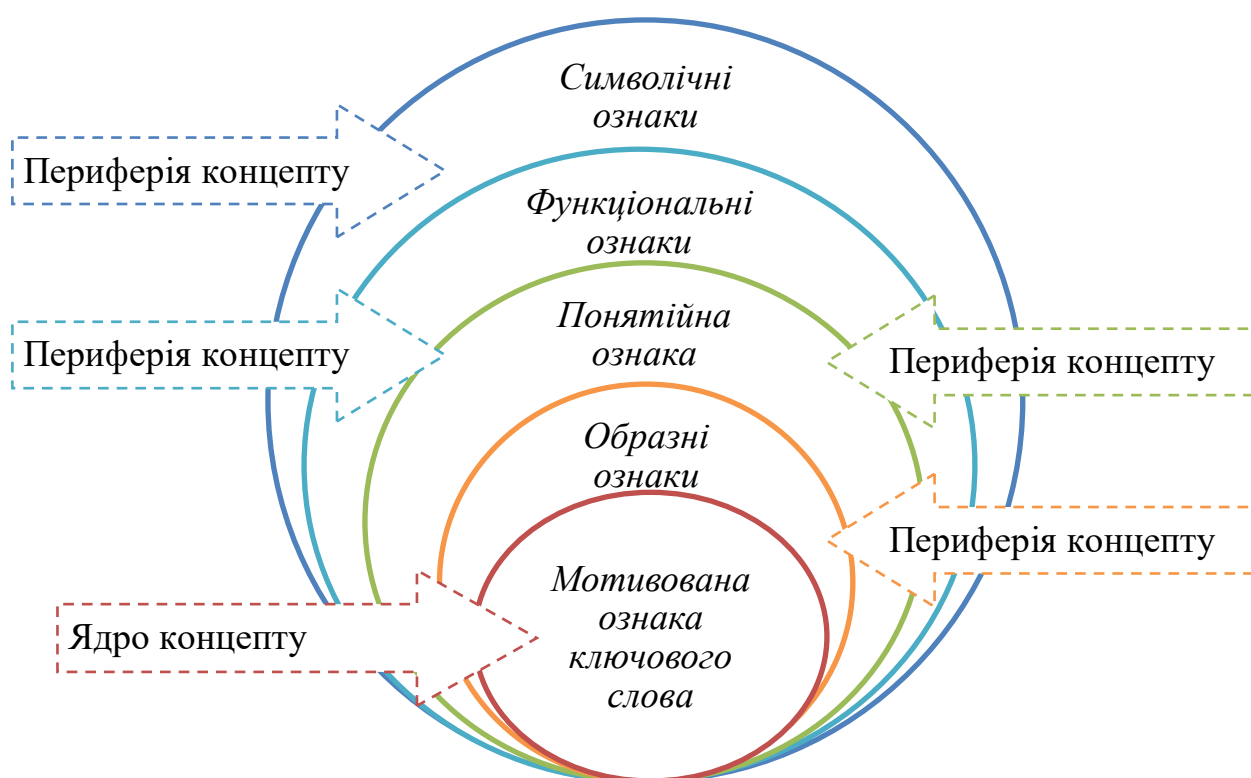 Символічні
ознаки
Периферія концепту
Функціональні
ознаки
Понятійна
ознака
Периферія концепту
Периферія концепту
Образні
ознаки
Периферія концепту
Мотивована
ознака
ключового
слова
Ядро концепту